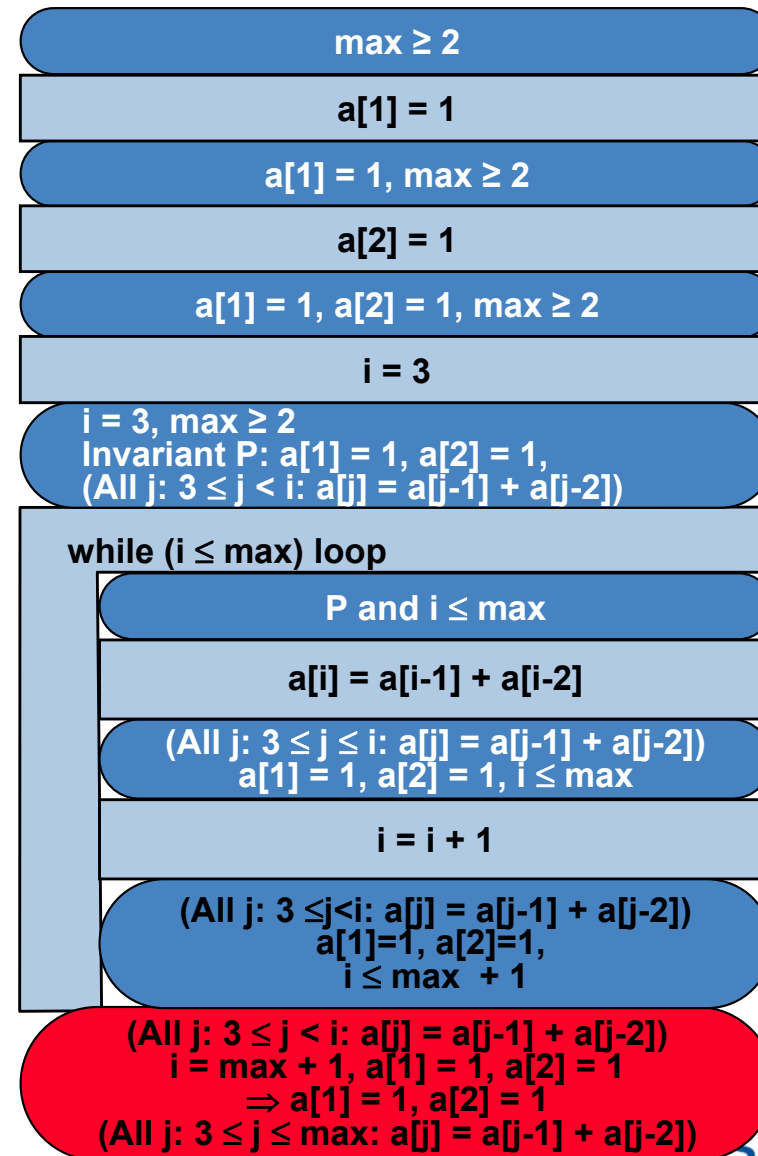 max ≥ 2
a[1] = 1
a[1] = 1, max ≥ 2
a[2] = 1
a[1] = 1, a[2] = 1, max ≥ 2
i = 3
i = 3, max ≥ 2
Invariant P: a[1] = 1, a[2] = 1,
(All j: 3 ≤ j < i: a[j] = a[j-1] + a[j-2])
while (i ≤ max) loop
P and i ≤ max
a[i] = a[i-1] + a[i-2]
(All j: 3 ≤ j ≤ i: a[j] = a[j-1] + a[j-2])
a[1] = 1, a[2] = 1, i ≤ max
i = i + 1
(All j: 3 ≤j<i: a[j] = a[j-1] + a[j-2])
a[1]=1, a[2]=1,
i ≤ max + 1
(All j: 3 ≤ j < i: a[j] = a[j-1] + a[j-2])
i = max + 1, a[1] = 1, a[2] = 1
⇒ a[1] = 1, a[2] = 1
(All j: 3 ≤ j ≤ max: a[j] = a[j-1] + a[j-2])